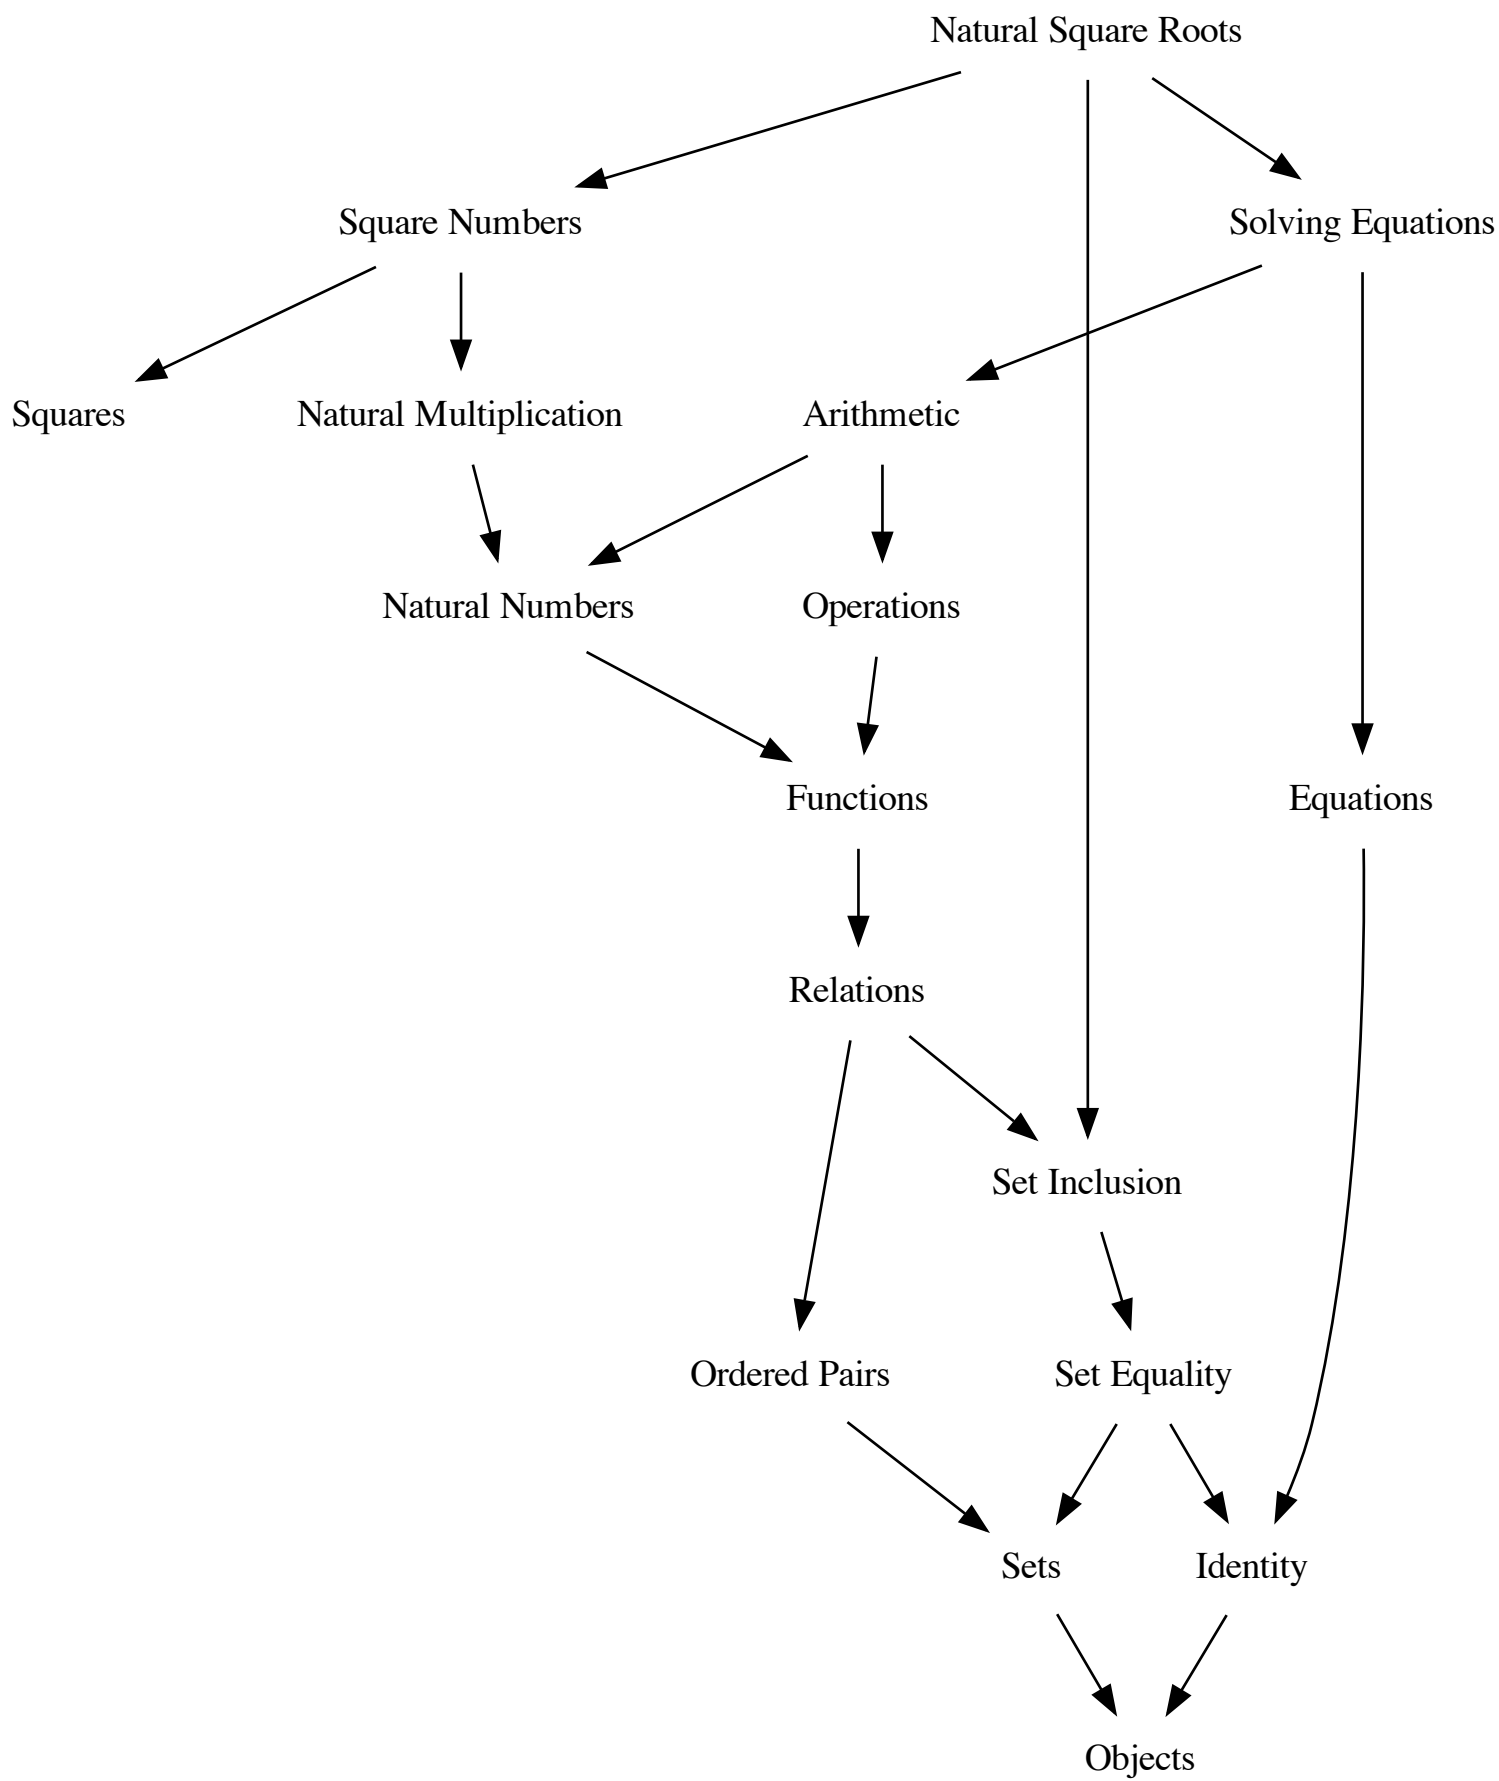 Natural Square Roots
Square Numbers
Solving Equations
Squares
Natural Multiplication
Arithmetic
Natural Numbers
Operations
Functions
Equations
Relations
Set Inclusion
Ordered Pairs
Set Equality
Sets
Identity
Objects